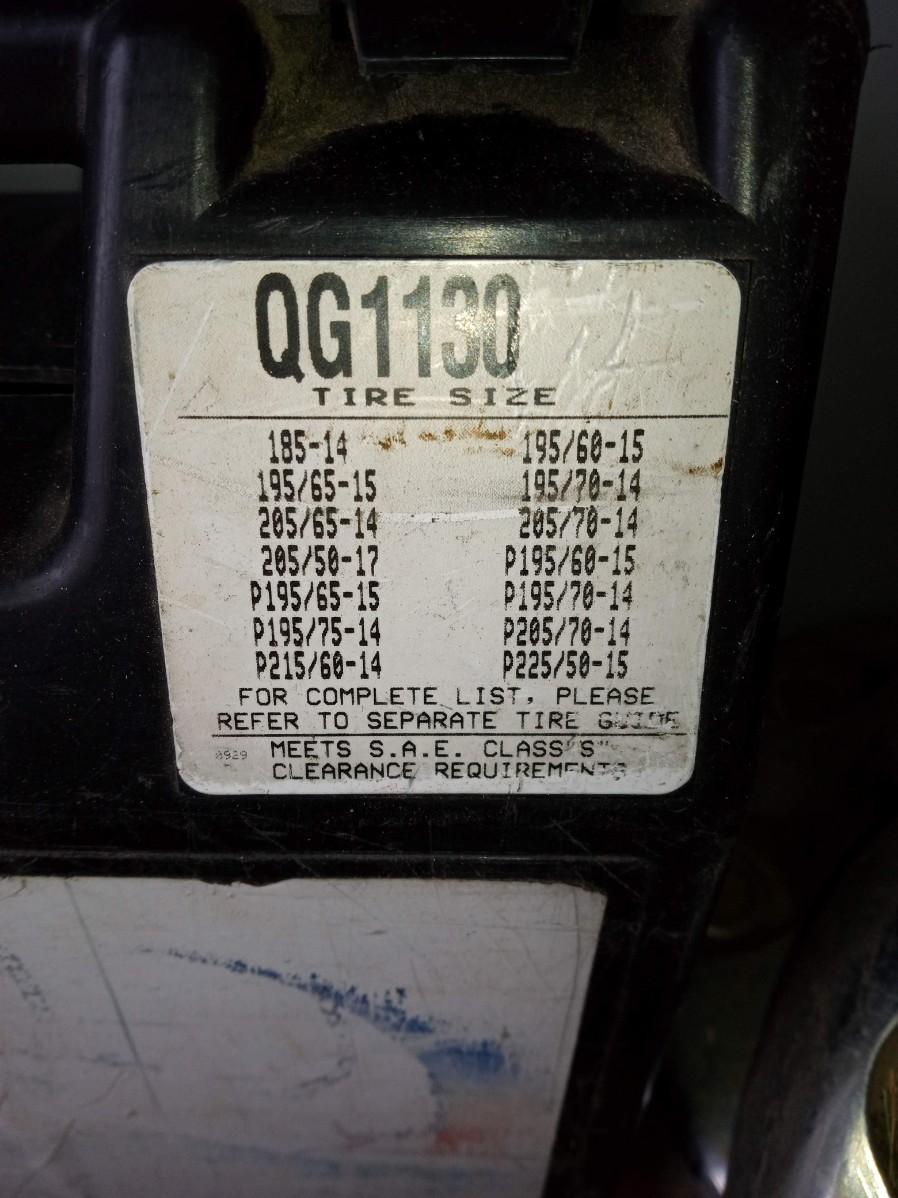 QG1130
TIRE SIZE
185-14 195/60-15
195/65-15 195/70-14
205/65-14 205/70-14
205/50-17 P195/60-15
P195/65-15 P195/70-14
P195/75-14 P205/70-14
P215/60-14 P225/50-15
FOR COMPLETE LIST, PLEASE
REFER TO SEPARATE TIRE GUIDE
0929 MEETS S.A.E. CLASS "S"
CLEARANCE REQUIREMENTS